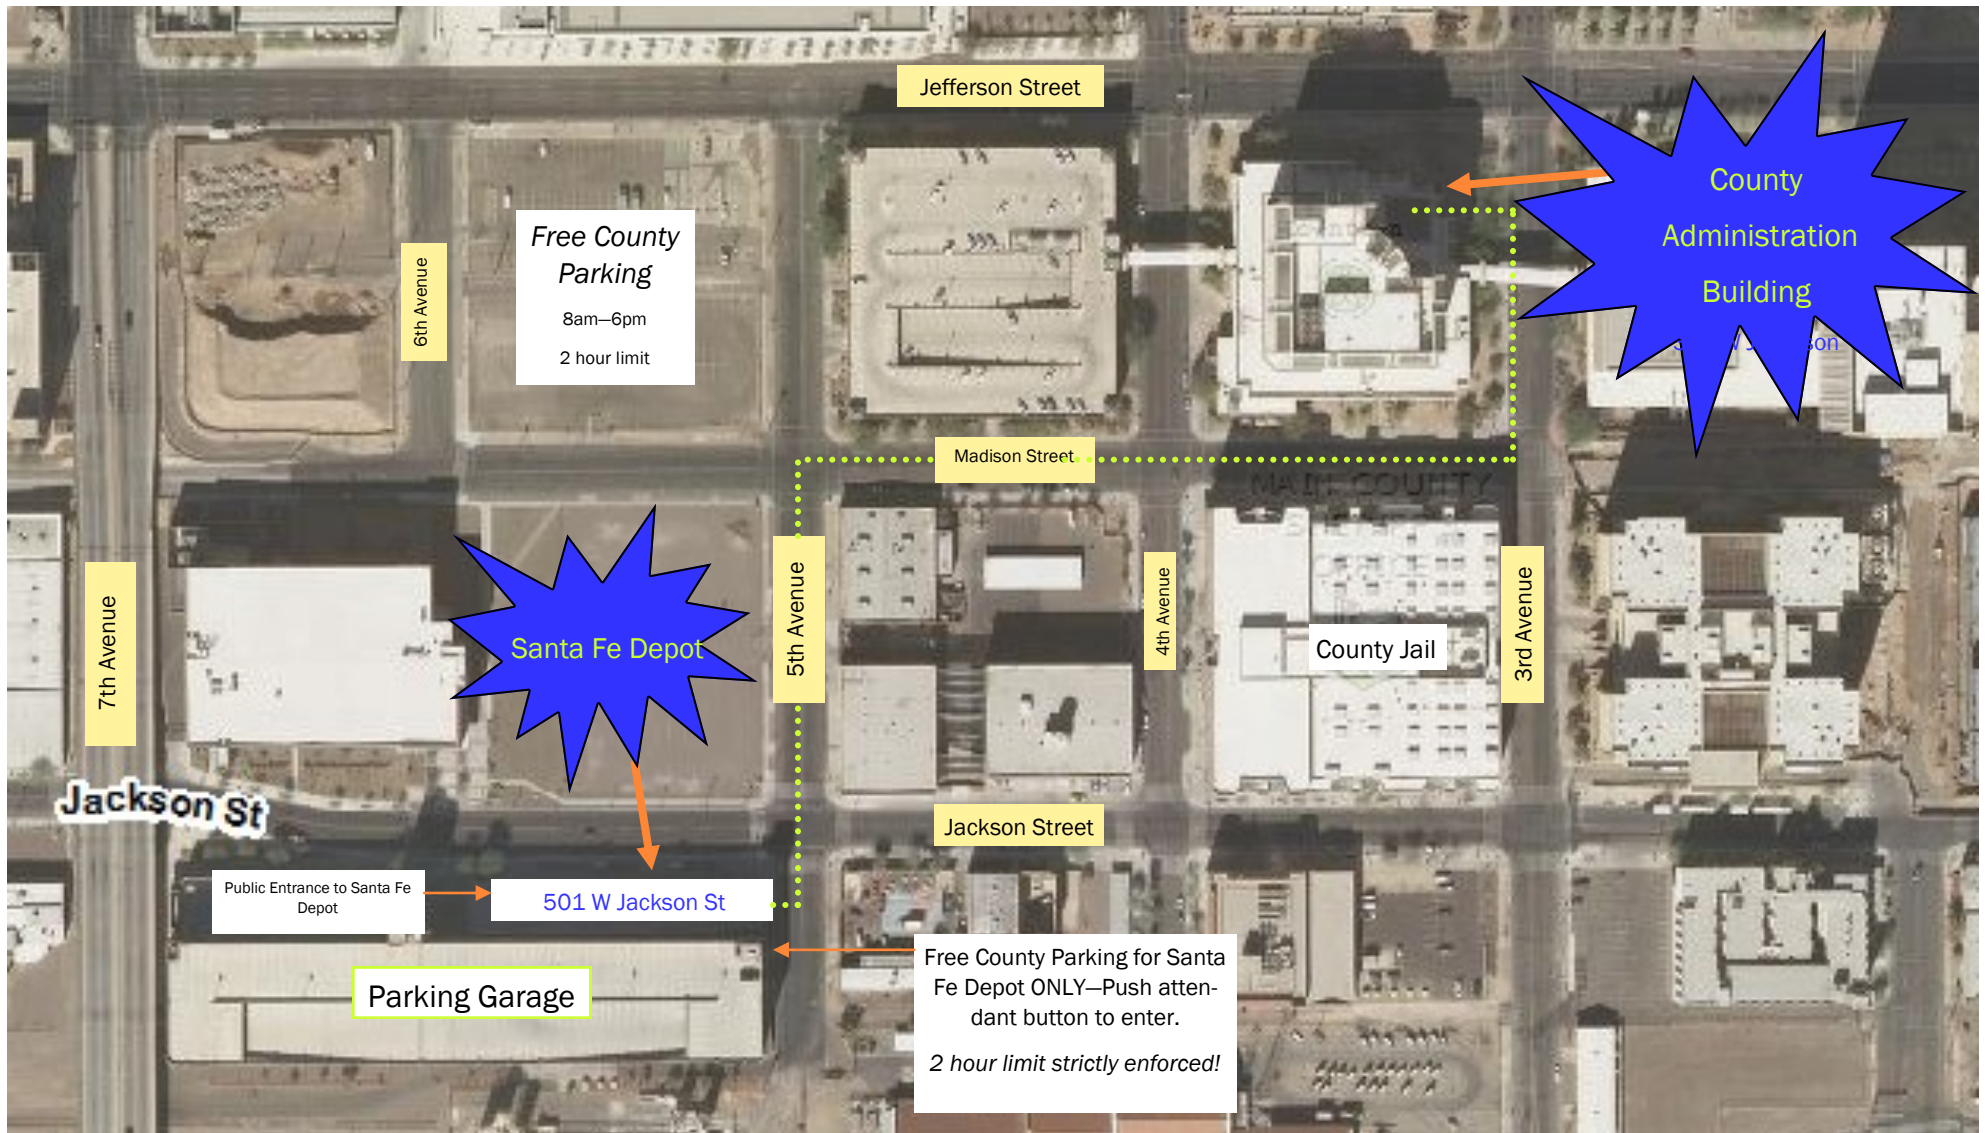 Jefferson Street
County
Administration
Building
Free County
Parking
8am—6pm
2 hour limit
6th Avenue
Madison Street
MAIN COUNTY
7th Avenue
Santa Fe Depot
5th Avenue
4th Avenue
County Jail
3rd Avenue
Jackson St
Jackson Street
Public Entrance to Santa Fe
Depot
501 W Jackson St
Parking Garage
Free County Parking for Santa
Fe Depot ONLY—Push atten-
dant button to enter.
2 hour limit strictly enforced!